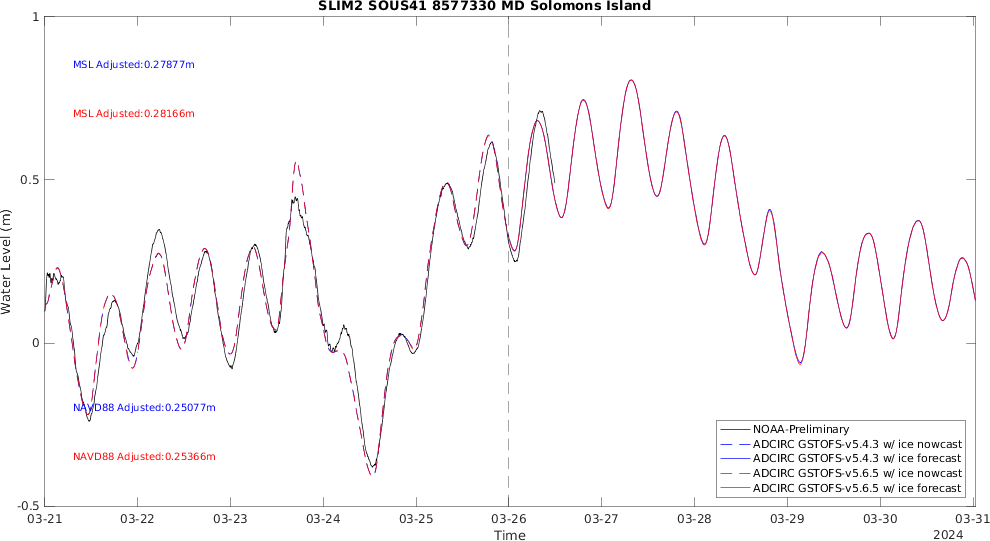 SLIM2 SOUS41 8577330 MD Solomons Island
1
MSL Adjusted:0.27877m
MSL Adjusted:0.28166m
0.5
Water Level (m)
0
NAVD88 Adjusted:0.25077m
NAVD88 Adjusted:0.25366m
NOAA-Preliminary
ADCIRC GSTOFS-v5.4.3 w/ ice nowcast
ADCIRC GSTOFS-v5.4.3 w/ ice forecast
ADCIRC GSTOFS-v5.6.5 w/ ice nowcast
ADCIRC GSTOFS-v5.6.5 w/ ice forecast
-0.5
03-21 03-22 03-23 03-24 03-25 03-26 03-27 03-28 03-29 03-30 03-31
Time
2024